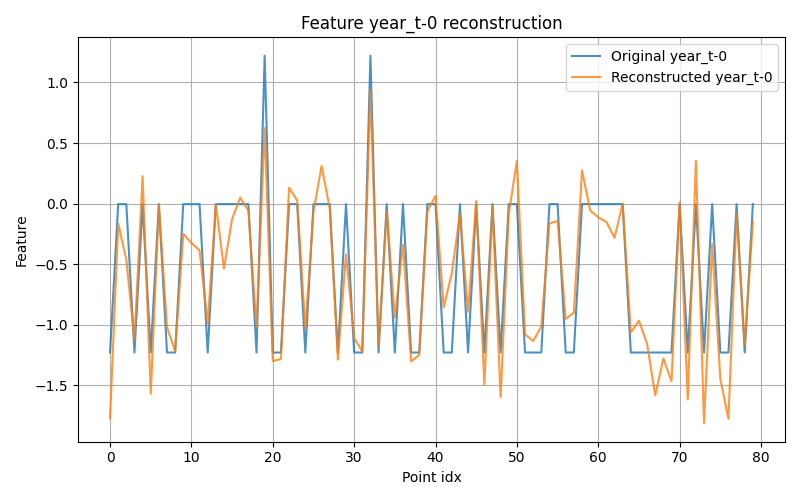 Feature year_t-0 reconstruction
Original year_t-0
Reconstructed year_t-0
Feature
1.0
0.5
0.0
−0.5
−1.0
−1.5
0 10 20 30 40 50 60 70 80
Point idx